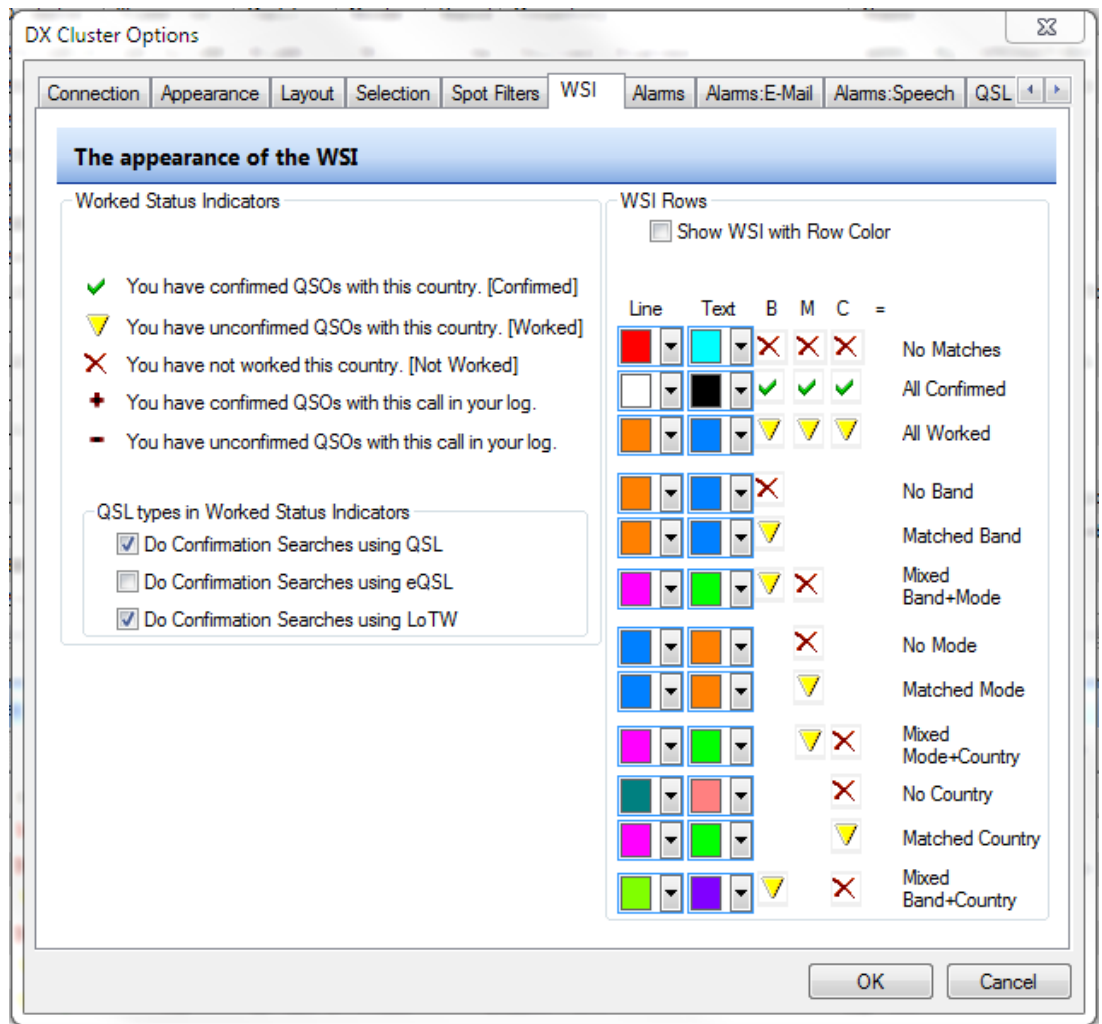 DX Cluster Options
Connection Appearance Layout Selection Spot Filters WSI Alarms Alarms:E-Mail Alarms:Speech QSL
The appearance of the WSI
Worked Status Indicators
You have confirmed QSOs with this country. [Confirmed]
You have unconfirmed QSOs with this country. [Worked]
You have not worked this country. [Not Worked]
You have confirmed QSOs with this call in your log.
You have unconfirmed QSOs with this call in your log.
QSL types in Worked Status Indicators
Do Confirmation Searches using QSL
Do Confirmation Searches using eQSL
Do Confirmation Searches using LoTW
WSI Rows
Show WSI with Row Color
Line Text B M C =
No Matches
All Confirmed
All Worked
No Band
Matched Band
Mixed
Band+Mode
No Mode
Matched Mode
Mixed
Mode+Country
No Country
Matched Country
Mixed
Band+Country
OK Cancel